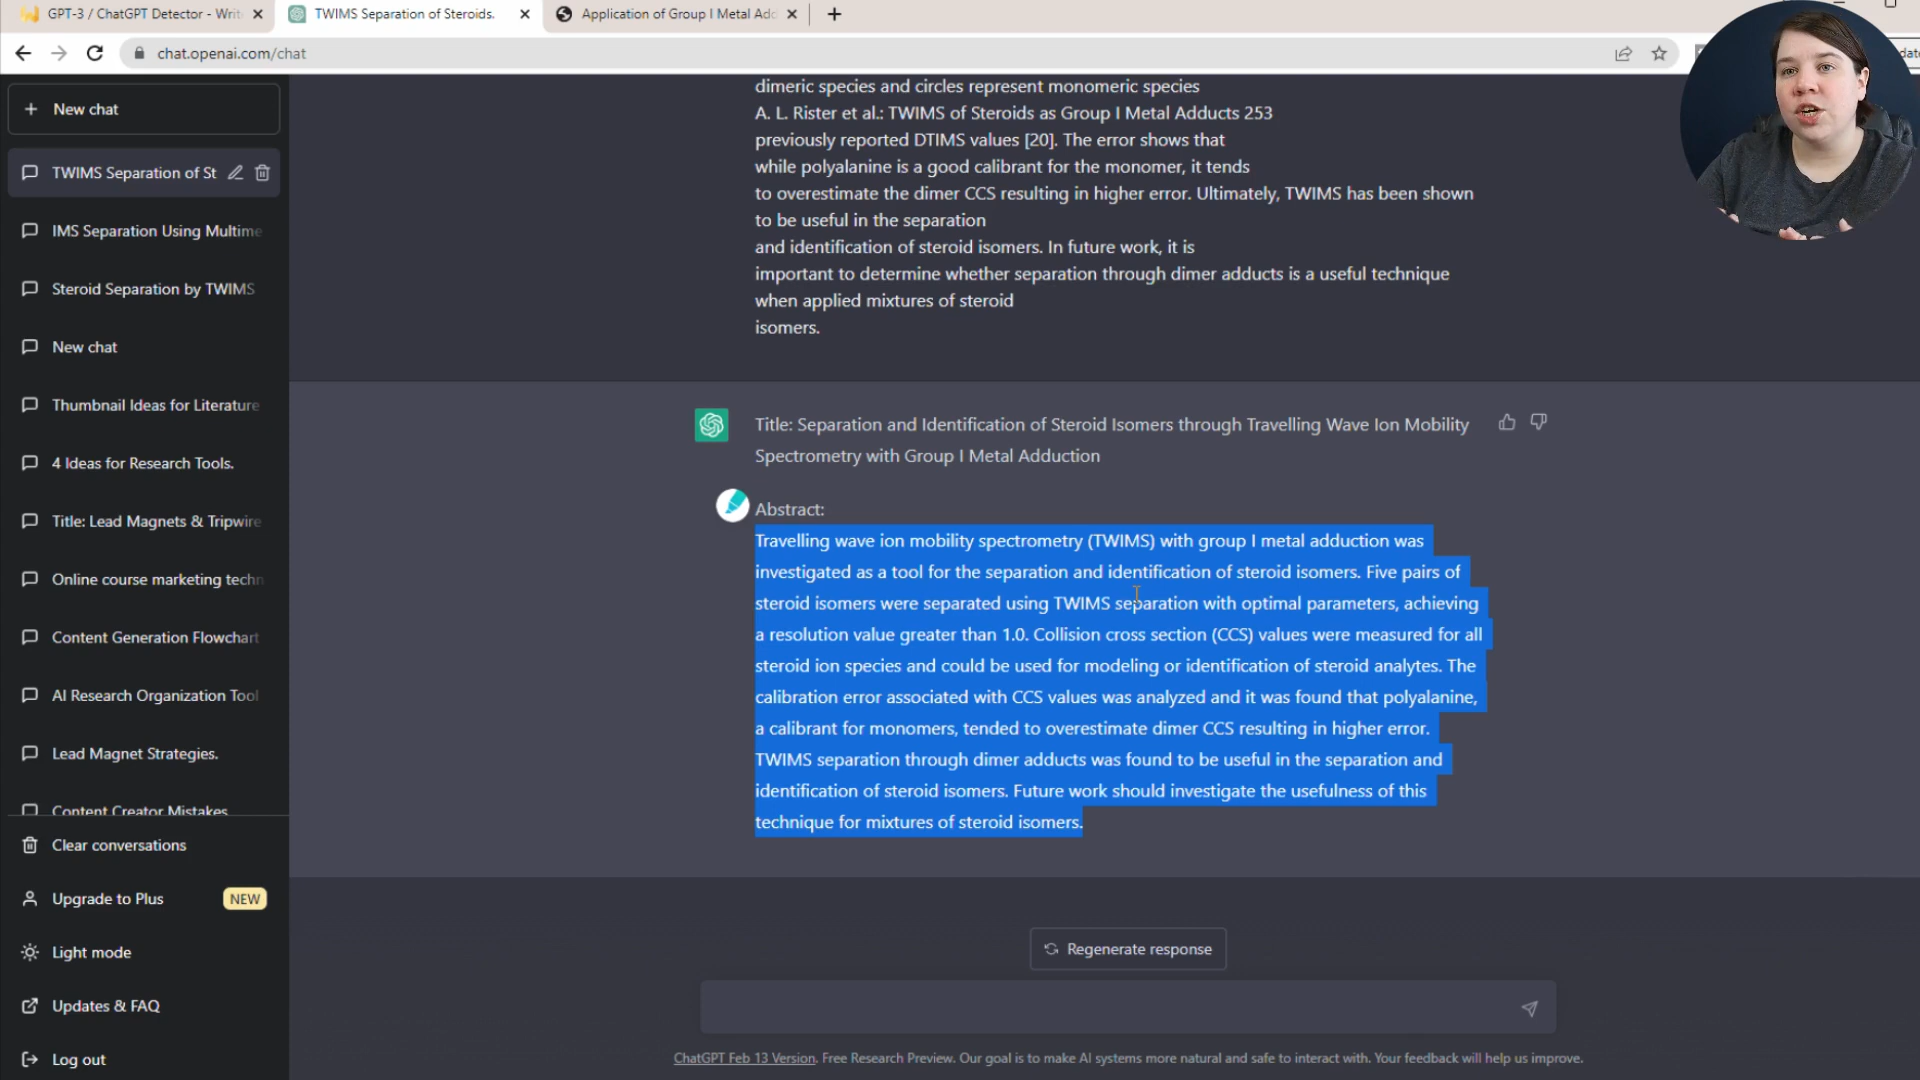 GPT-3 / ChatGPT Detector - Writ
TWIMS Separation of Steroids.
Application of Group I Metal Add
chat.openai.com/chat
New chat
TWIMS Separation of St
IMS Separation Using Multime
Steroid Separation by TWIMS
New chat
Thumbnail Ideas for Literature
4 Ideas for Research Tools.
Title: Lead Magnets & Tripwire
Online course marketing techn
Content Generation Flowchart
AI Research Organization Tool
Lead Magnet Strategies.
Content Creator Mistakes
Clear conversations
Upgrade to Plus NEW
Light mode
Updates & FAQ
Log out
dimeric species and circles represent monomeric species
A. L. Rister et al.: TWIMS of Steroids as Group I Metal Adducts 253
previously reported DTIMS values [20]. The error shows that
while polyalanine is a good calibrant for the monomer, it tends
to overestimate the dimer CCS resulting in higher error. Ultimately, TWIMS has been shown
to be useful in the separation
and identification of steroid isomers. In future work, it is
important to determine whether separation through dimer adducts is a useful technique
when applied mixtures of steroid
isomers.
Title: Separation and Identification of Steroid Isomers through Travelling Wave Ion Mobility
Spectrometry with Group I Metal Adduction
Abstract:
Travelling wave ion mobility spectrometry (TWIMS) with group I metal adduction was
investigated as a tool for the separation and identification of steroid isomers. Five pairs of
steroid isomers were separated using TWIMS separation with optimal parameters, achieving
a resolution value greater than 1.0. Collision cross section (CCS) values were measured for all
steroid ion species and could be used for modeling or identification of steroid analytes. The
calibration error associated with CCS values was analyzed and it was found that polyalanine,
a calibrant for monomers, tended to overestimate dimer CCS resulting in higher error.
TWIMS separation through dimer adducts was found to be useful in the separation and
identification of steroid isomers. Future work should investigate the usefulness of this
technique for mixtures of steroid isomers.
Regenerate response
ChatGPT Feb 13 Version. Free Research Preview. Our goal is to make AI systems more natural and safe to interact with. Your feedback will help us improve.